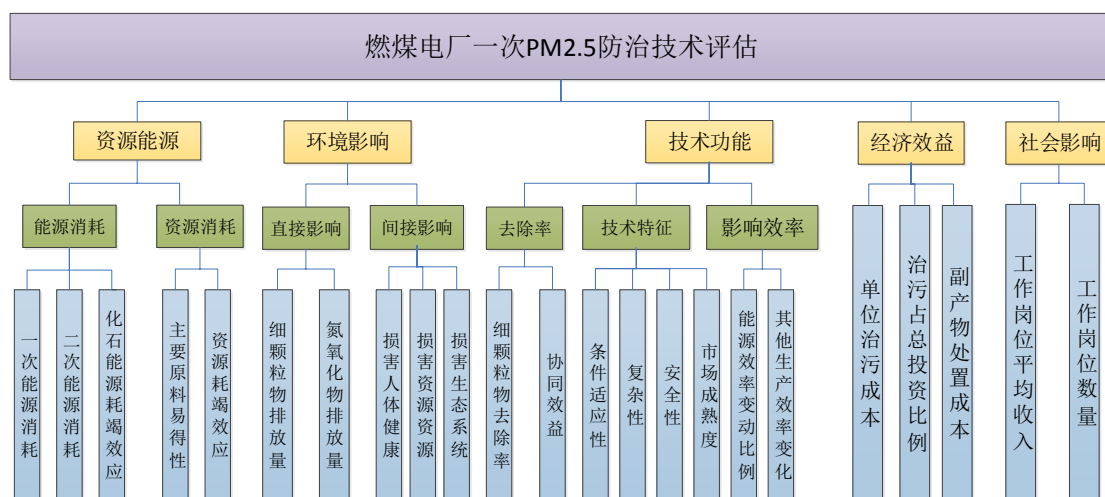 燃煤电厂一次PM2.5防治技术评估
资源能源
环境影响
技术功能
经济效益
社会影响
能源消耗
资源消耗
直接影响
间接影响
去除率
技术特征
影响效率
一次能源消耗
二次能源消耗
化石能源耗竭效应
主要原料易得性
资源耗竭效应
细颗粒物排放量
氮氧化物排放量
损害人体健康
损害资源资源
损害生态系统
细颗粒物去除率
协同效益
条件适应性
复杂性
安全性
市场成熟度
能源效率变动比例
其他生产效率变化
单位治污成本
治污占总投资比例
副产物处置成本
工作岗位平均收入
工作岗位数量